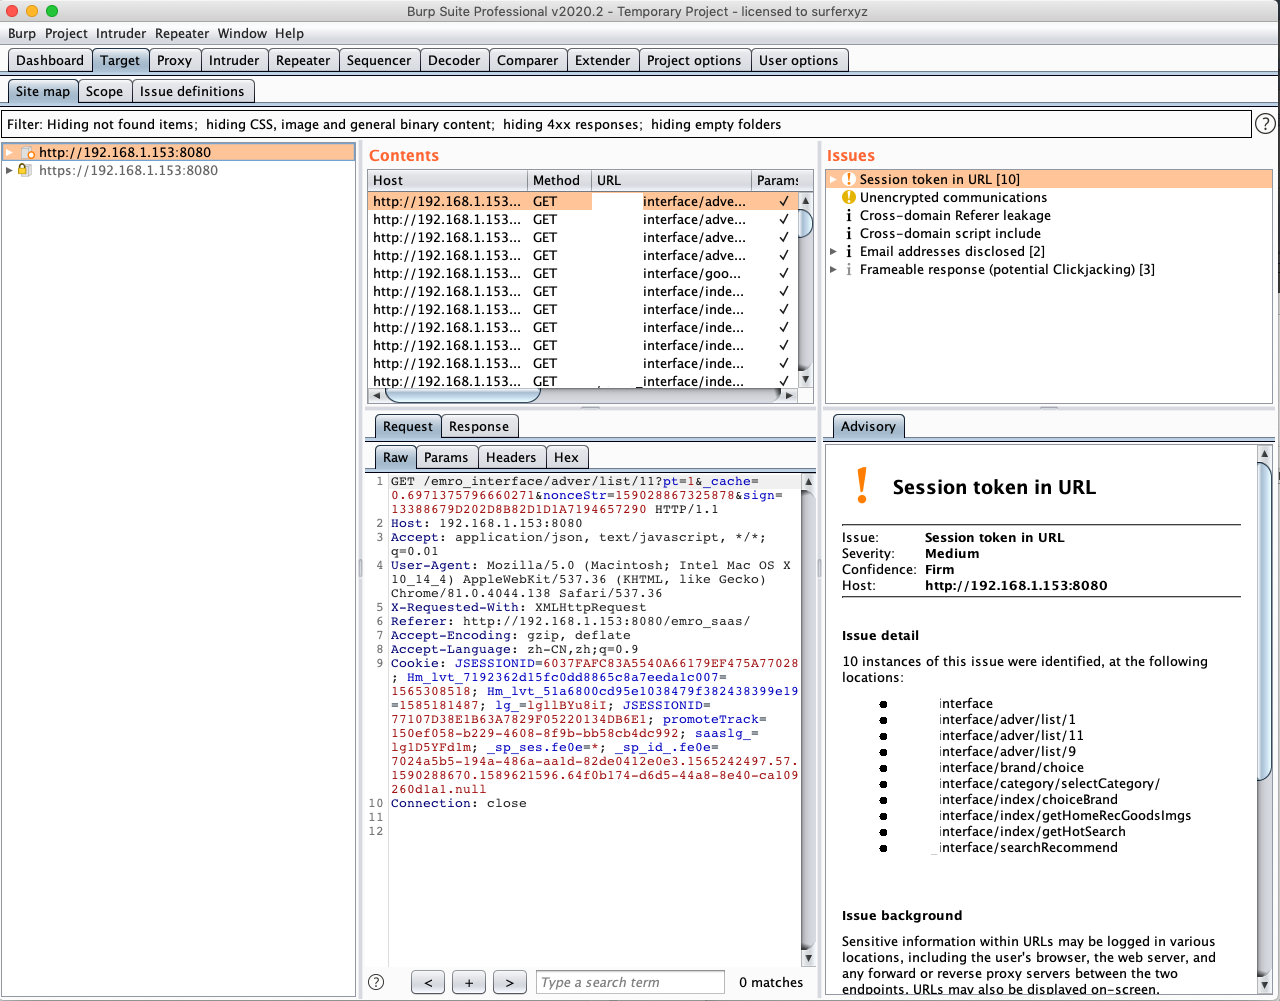 Burp Suite Professional v2020.2 - Temporary Project - licensed to surferxyz
Burp Project Intruder Repeater Window Help
Dashboard Target Proxy Intruder Repeater Sequencer Decoder Comparer Extender Project options User options
Site map Scope Issue definitions
Filter: Hiding not found items; hiding CSS, image and general binary content; hiding 4xx responses; hiding empty folders
?
http://192.168.1.153:8080
https://192.168.1.153:8080
Contents
Host Method URL Params
http://192.168.1.153... GET interface/adve... ✓
http://192.168.1.153... GET interface/adve... ✓
http://192.168.1.153... GET interface/adve... ✓
http://192.168.1.153... GET interface/adve... ✓
http://192.168.1.153... GET interface/goo... ✓
http://192.168.1.153... GET interface/inde... ✓
http://192.168.1.153... GET interface/inde... ✓
http://192.168.1.153... GET interface/inde... ✓
http://192.168.1.153... GET interface/inde... ✓
http://192.168.1.153... GET interface/inde... ✓
http://192.168.1.153... GET _interface/inde... ✓
Request Response
Raw Params Headers Hex
1 GET /emro_interface/adver/list/11?pt=1&_cache=
0.6971375796660271&nonceStr=159028867325878&sign=
13388679D202D8B82D1D1A7194657290 HTTP/1.1
2 Host: 192.168.1.153:8080
3 Accept: application/json, text/javascript, */*;
q=0.01
4 User-Agent: Mozilla/5.0 (Macintosh; Intel Mac OS X
10_14_4) AppleWebKit/537.36 (KHTML, like Gecko)
Chrome/81.0.4044.138 Safari/537.36
5 X-Requested-With: XMLHttpRequest
6 Referer: http://192.168.1.153:8080/emro_saas/
7 Accept-Encoding: gzip, deflate
8 Accept-Language: zh-CN,zh;q=0.9
9 Cookie: JSESSIONID=6037FAFC83A5540A66179EF475A77028
; Hm_lvt_7192362d15fc0dd8865c8a7eeda1c007=
1565308518; Hm_lvt_51a6800cd95e1038479f382438399e19
=1585181487; lg_=lgllBYu8iI; JSESSIONID=
77107D38E1B63A7829F05220134DB6E1; promoteTrack=
150ef058-b229-4608-8f9b-bb58cb4dc992; saaslg_=
lg1D5YFd1m; _sp_ses.fe0e=*; _sp_id_.fe0e=
7024a5b5-194a-486a-aa1d-82de0412e0e3.1565242497.57.
1590288670.1589621596.64f0b174-d6d5-44a8-8e40-ca109
260d1a1.null
10 Connection: close
11
12
? < + > Type a search term 0 matches
Issues
Session token in URL [10]
Unencrypted communications
Cross-domain Referer leakage
Cross-domain script include
Email addresses disclosed [2]
Frameable response (potential Clickjacking) [3]
Advisory
Session token in URL
Issue: Session token in URL
Severity: Medium
Confidence: Firm
Host: http://192.168.1.153:8080
Issue detail
10 instances of this issue were identified, at the following
locations:
interface
interface/adver/list/1
interface/adver/list/11
interface/adver/list/9
interface/brand/choice
interface/category/selectCategory/
interface/index/choiceBrand
interface/index/getHomeRecGoodsImgs
interface/index/getHotSearch
_interface/searchRecommend
Issue background
Sensitive information within URLs may be logged in various
locations, including the user's browser, the web server, and
any forward or reverse proxy servers between the two
endpoints. URLs may also be displayed on-screen,